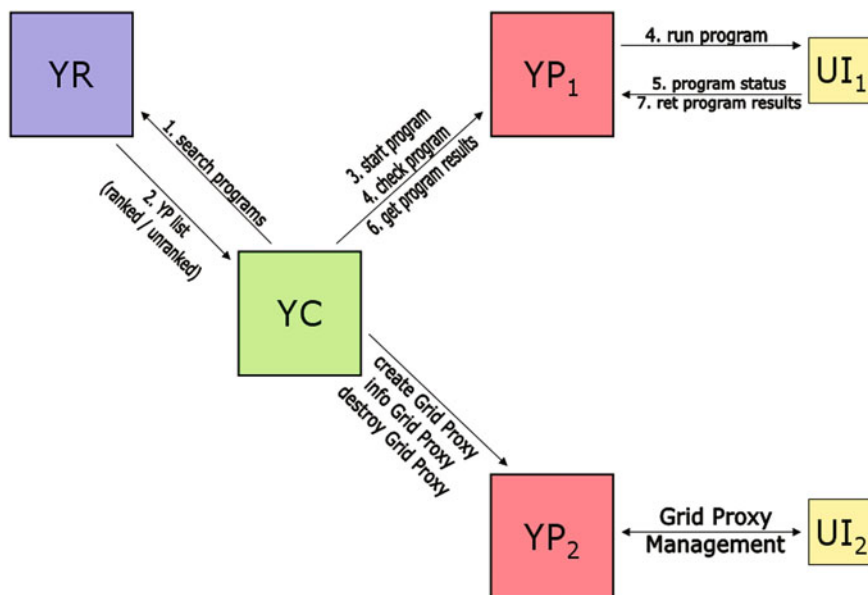 YR
YP₁
4. run program
UI₁
5. program status
7. ret program results
1. search programs
2. YP list
(ranked / unranked)
3. start program
4. check program
6. get program results
YC
create Grid Proxy
info Grid Proxy
destroy Grid Proxy
YP₂
Grid Proxy
Management
UI₂